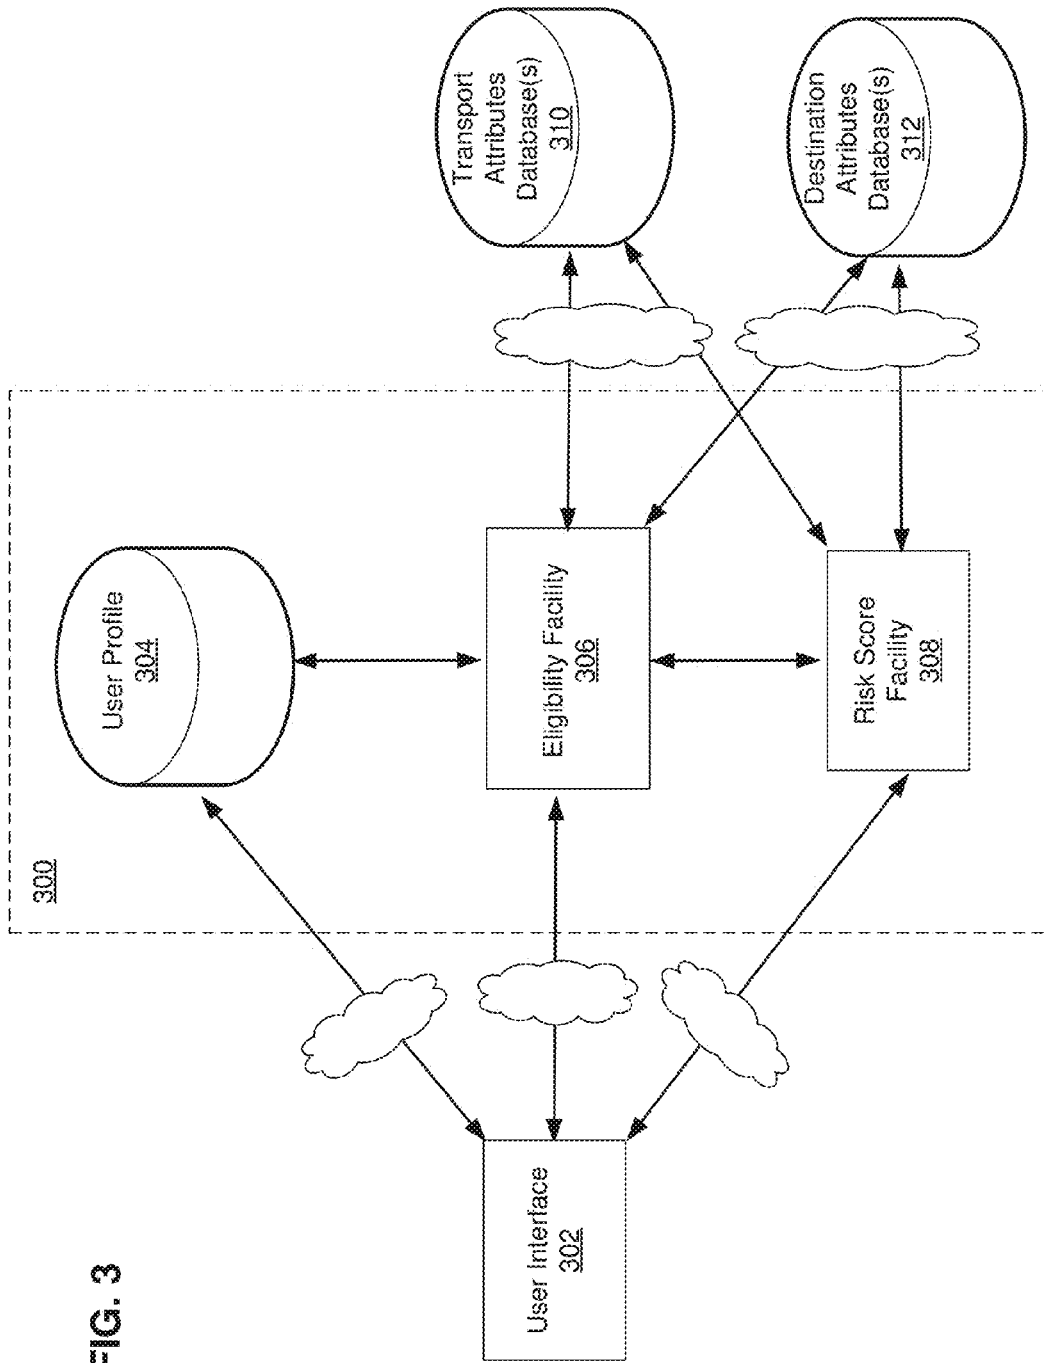 FIG. 3
300
User Interface
302
User Profile
304
Eligibility Facility
306
Risk Score
Facility
308
Transport
Attributes
Database(s)
310
Destination
Attributes
Database(s)
312